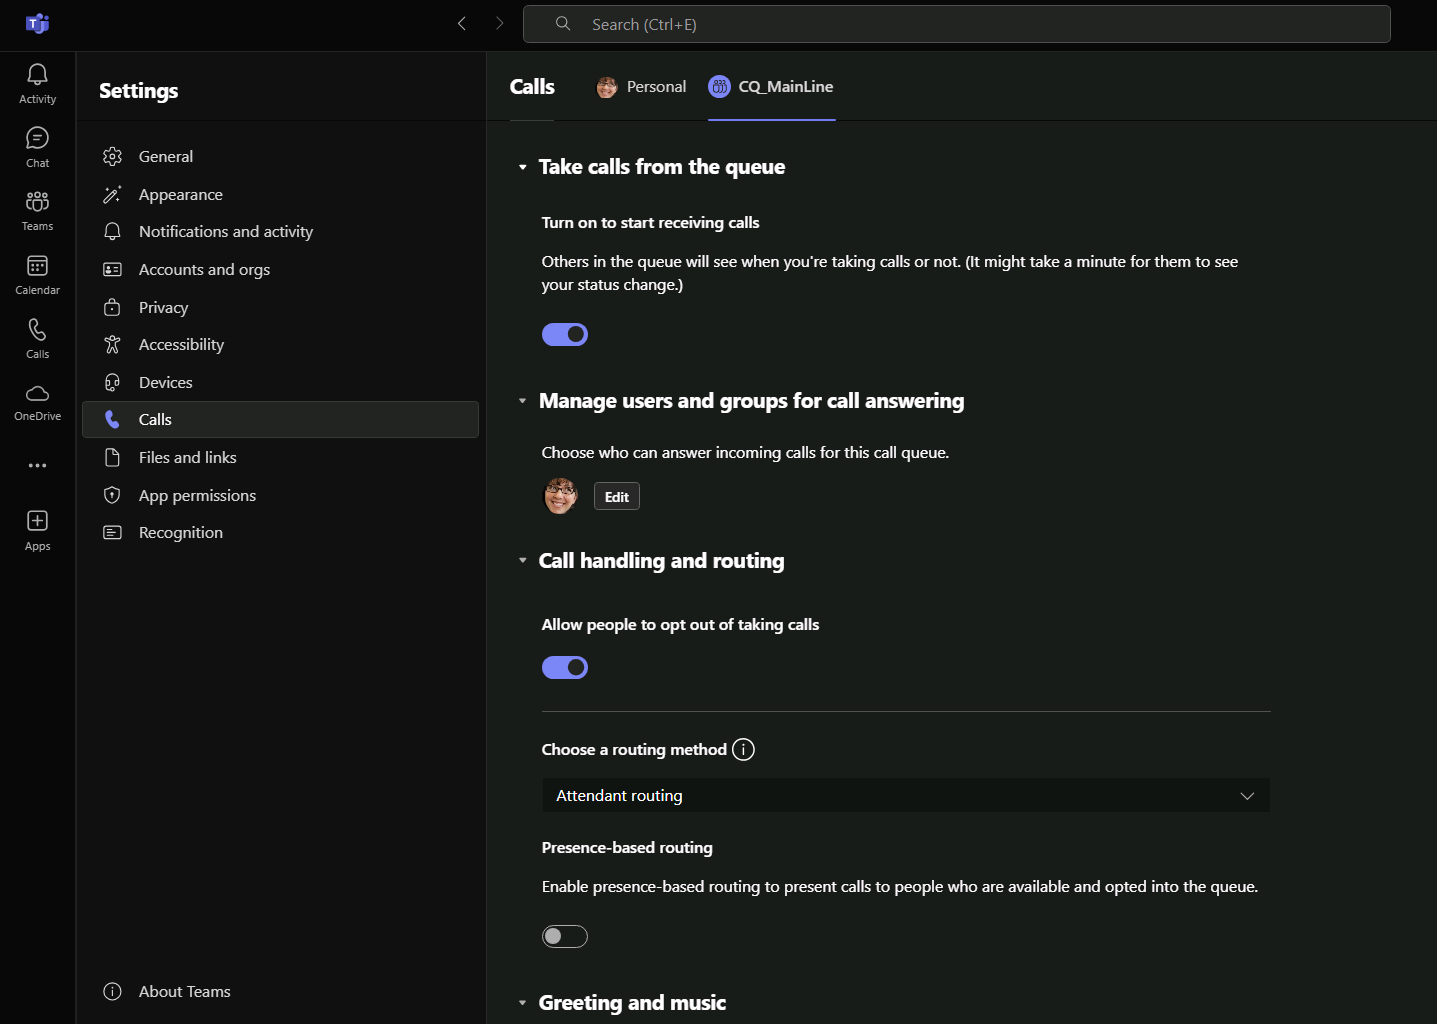 Search (Ctrl+E)
Activity
Chat
Teams
Calendar
Calls
OneDrive
Apps
Settings
General
Appearance
Notifications and activity
Accounts and orgs
Privacy
Accessibility
Devices
Calls
Files and links
App permissions
Recognition
About Teams
Calls
Personal
CQ_MainLine
Take calls from the queue
Turn on to start receiving calls
Others in the queue will see when you're taking calls or not. (It might take a minute for them to see
your status change.)
Manage users and groups for call answering
Choose who can answer incoming calls for this call queue.
Edit
Call handling and routing
Allow people to opt out of taking calls
Choose a routing method
Attendant routing
Presence-based routing
Enable presence-based routing to present calls to people who are available and opted into the queue.
Greeting and music